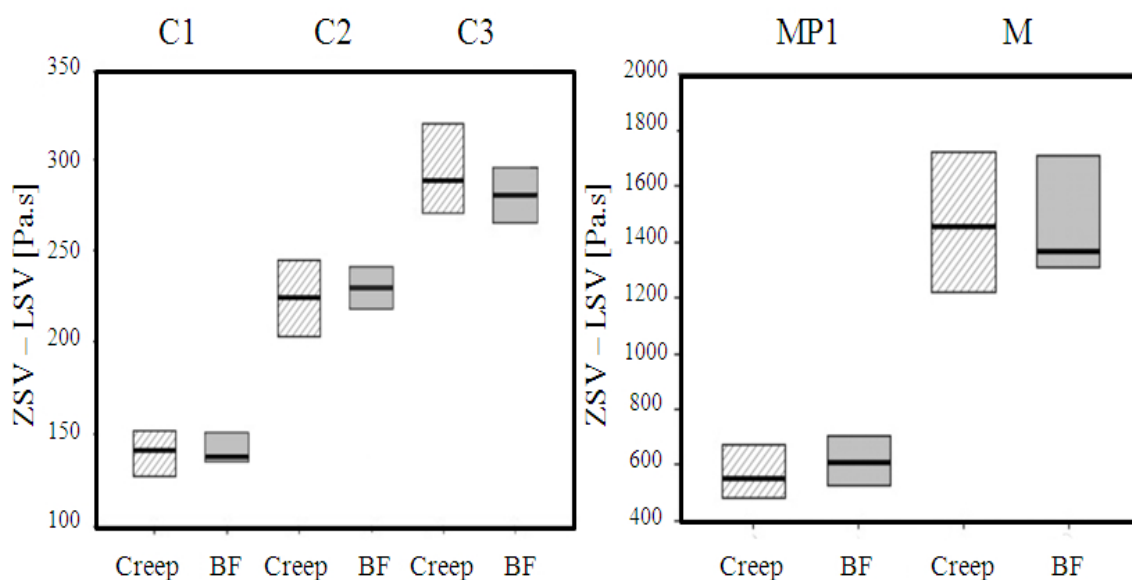 C1 C2 C3
350
300
250
200
150
100
ZSV – LSV [Pa.s]
Creep BF Creep BF Creep BF
MP1 M
2000
1800
1600
1400
1200
1000
800
600
400
ZSV – LSV [Pa.s]
Creep BF Creep BF